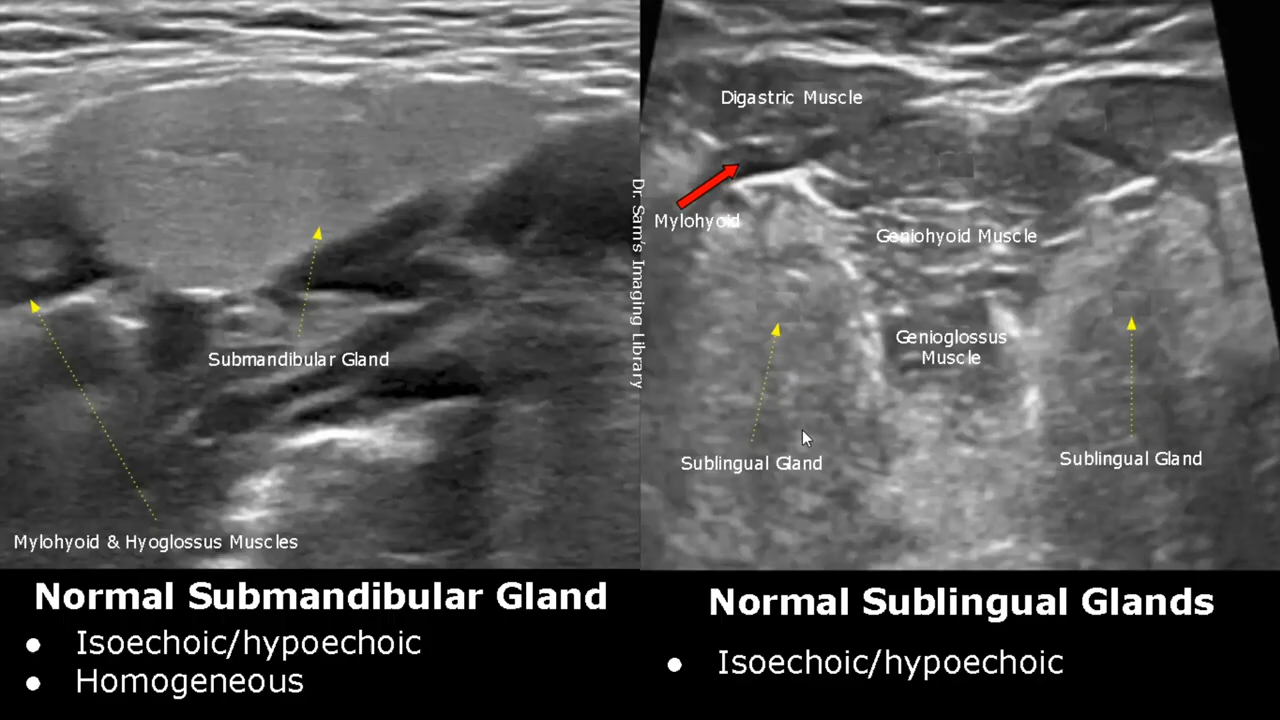 Submandibular Gland
Mylohyoid & Hyoglossus Muscles
Normal Submandibular Gland
● Isoechoic/hypoechoic
● Homogeneous
Dr. Sam's Imaging Library
Digastric Muscle
Mylohyoid
Geniohyoid Muscle
Genioglossus
Muscle
Sublingual Gland
Sublingual Gland
Normal Sublingual Glands
● Isoechoic/hypoechoic